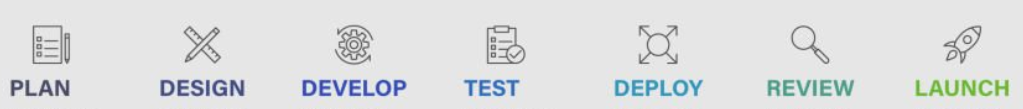 PLAN DESIGN DEVELOP TEST DEPLOY REVIEW LAUNCH